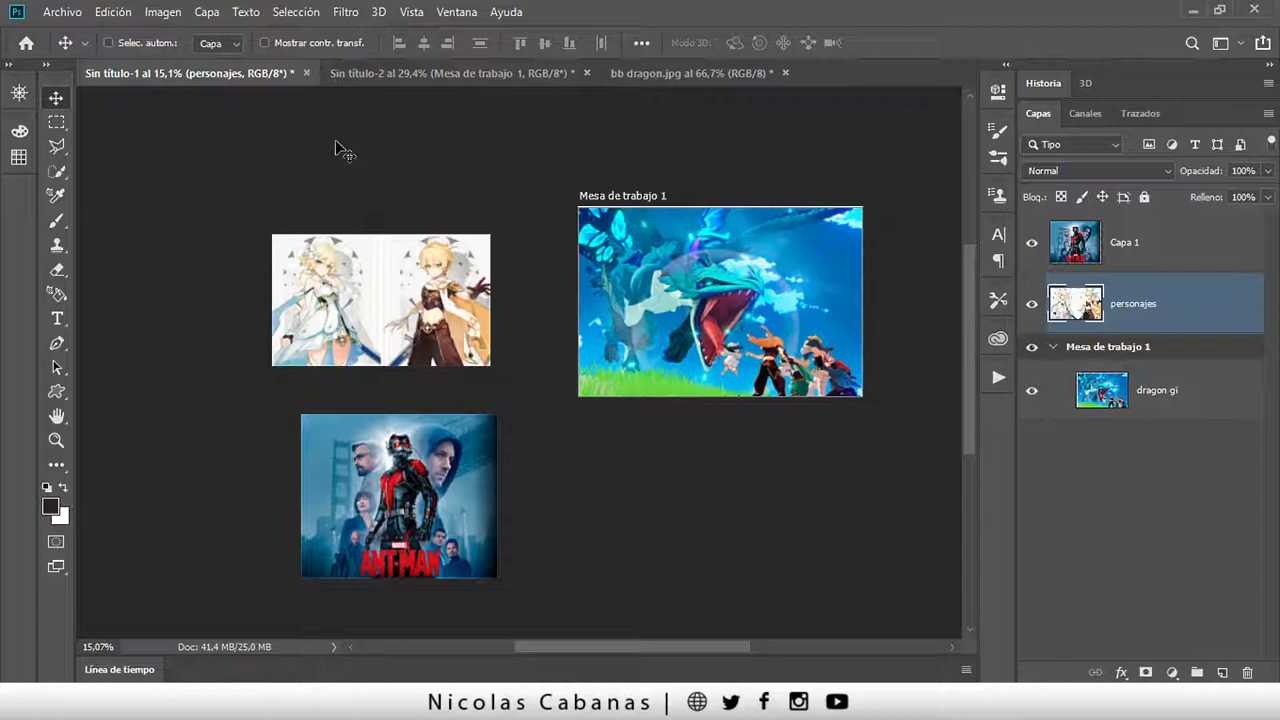 Archivo Edición Imagen Capa Texto Selección Filtro 3D Vista Ventana Ayuda
Selec. autom.: Capa Mostrar contr. transf. Modo 3D:
Sin título-1 al 15,1% (personajes, RGB/8*) * Sin título-2 al 29,4% (Mesa de trabajo 1, RGB/8*) * bb dragon.jpg al 66,7% (RGB/8) *
Historia 3D
Capas Canales Trazados
Tipo
Normal Opacidad: 100%
Bloq.: Relleno: 100%
Mesa de trabajo 1
Capa 1
personajes
Mesa de trabajo 1
dragon gi
MARVEL
ANT-MAN
15,07% Doc: 41,4 MB/25,0 MB
Línea de tiempo
Nicolas Cabanas |